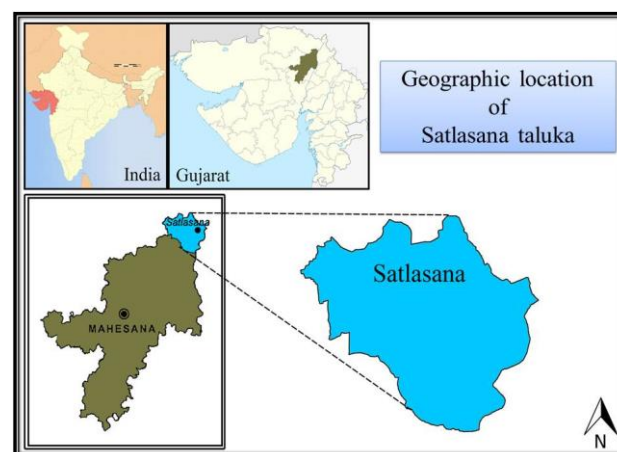 India
Gujarat
Geographic location
of
Satlasana taluka
Satlasana
MAHESANA
Satlasana
N